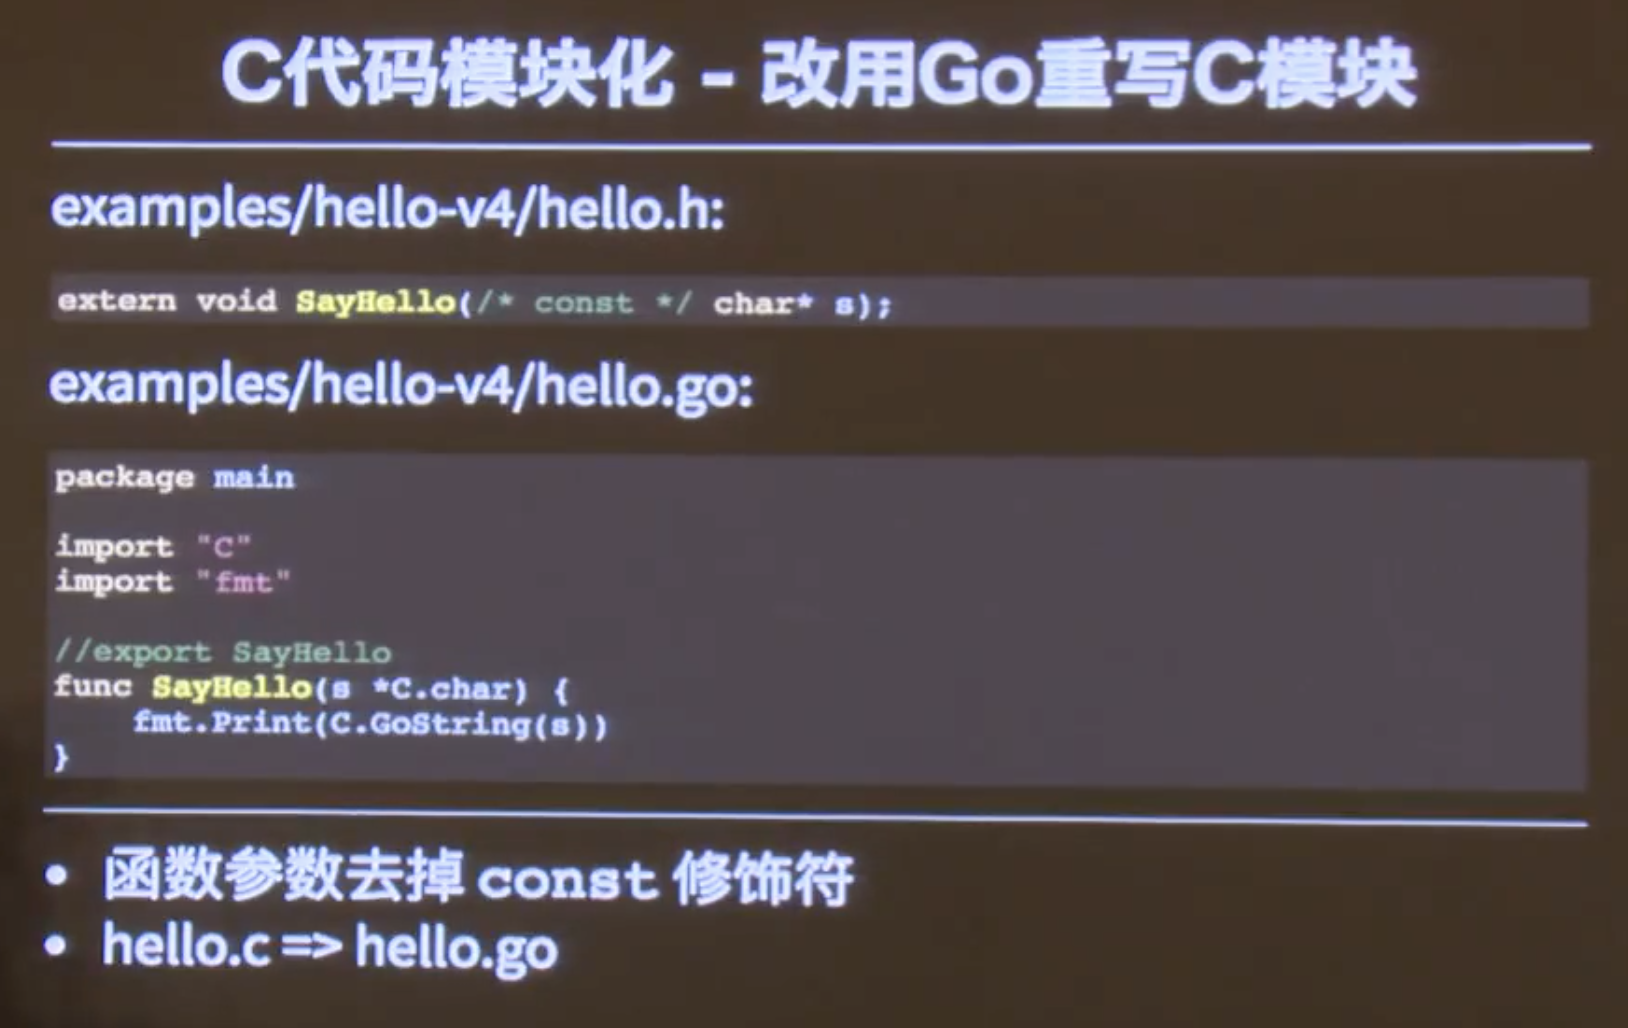 C代码模块化 - 改用Go重写C模块
examples/hello-v4/hello.h:
extern void SayHello(/* const */ char* s);
examples/hello-v4/hello.go:
package main
import "C"
import "fmt"
//export SayHello
func SayHello(s *C.char) {
    fmt.Print(C.GoString(s))
}
• 函数参数去掉 const 修饰符
• hello.c => hello.go